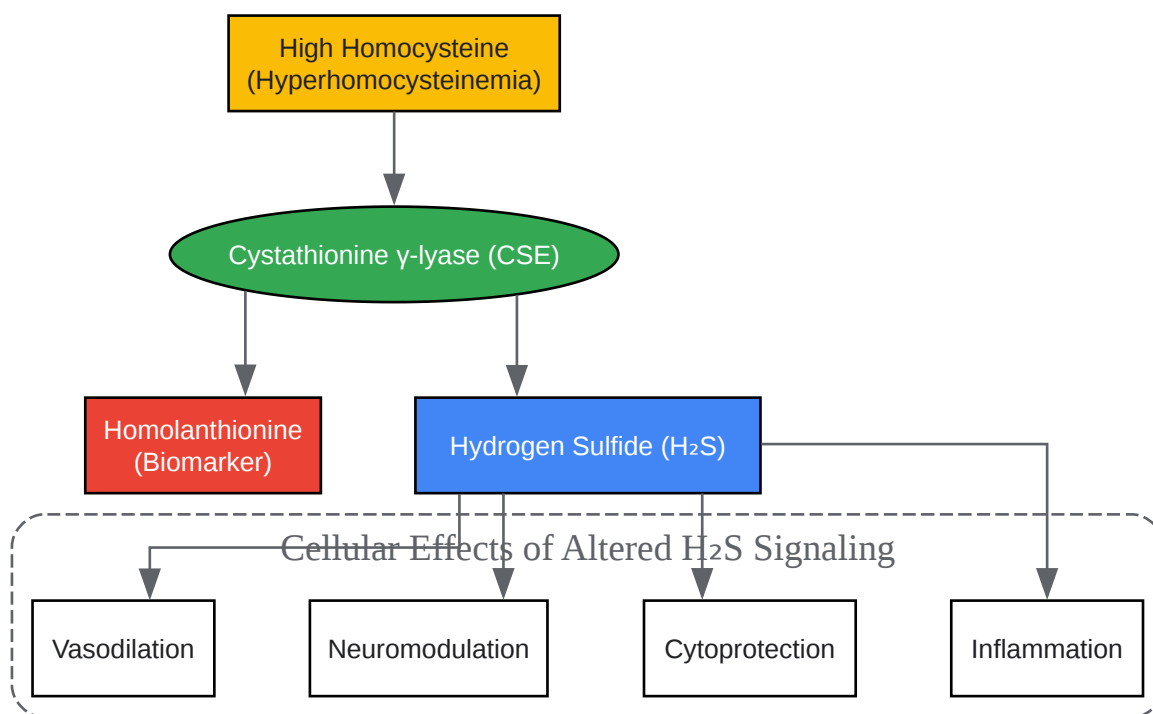 High Homocysteine
(Hyperhomocysteinemia)
Cystathionine γ-lyase (CSE)
Homolanthionine
(Biomarker)
Hydrogen Sulfide (H₂S)
Cellular Effects of Altered H₂S Signaling
Vasodilation
Neuromodulation
Cytoprotection
Inflammation